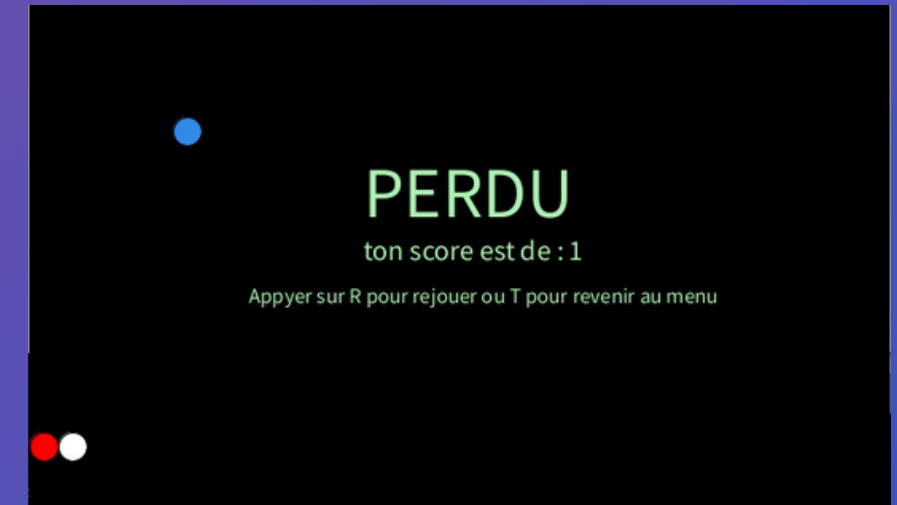 PERDU
ton score est de : 1
Appyer sur R pour rejouer ou T pour revenir au menu